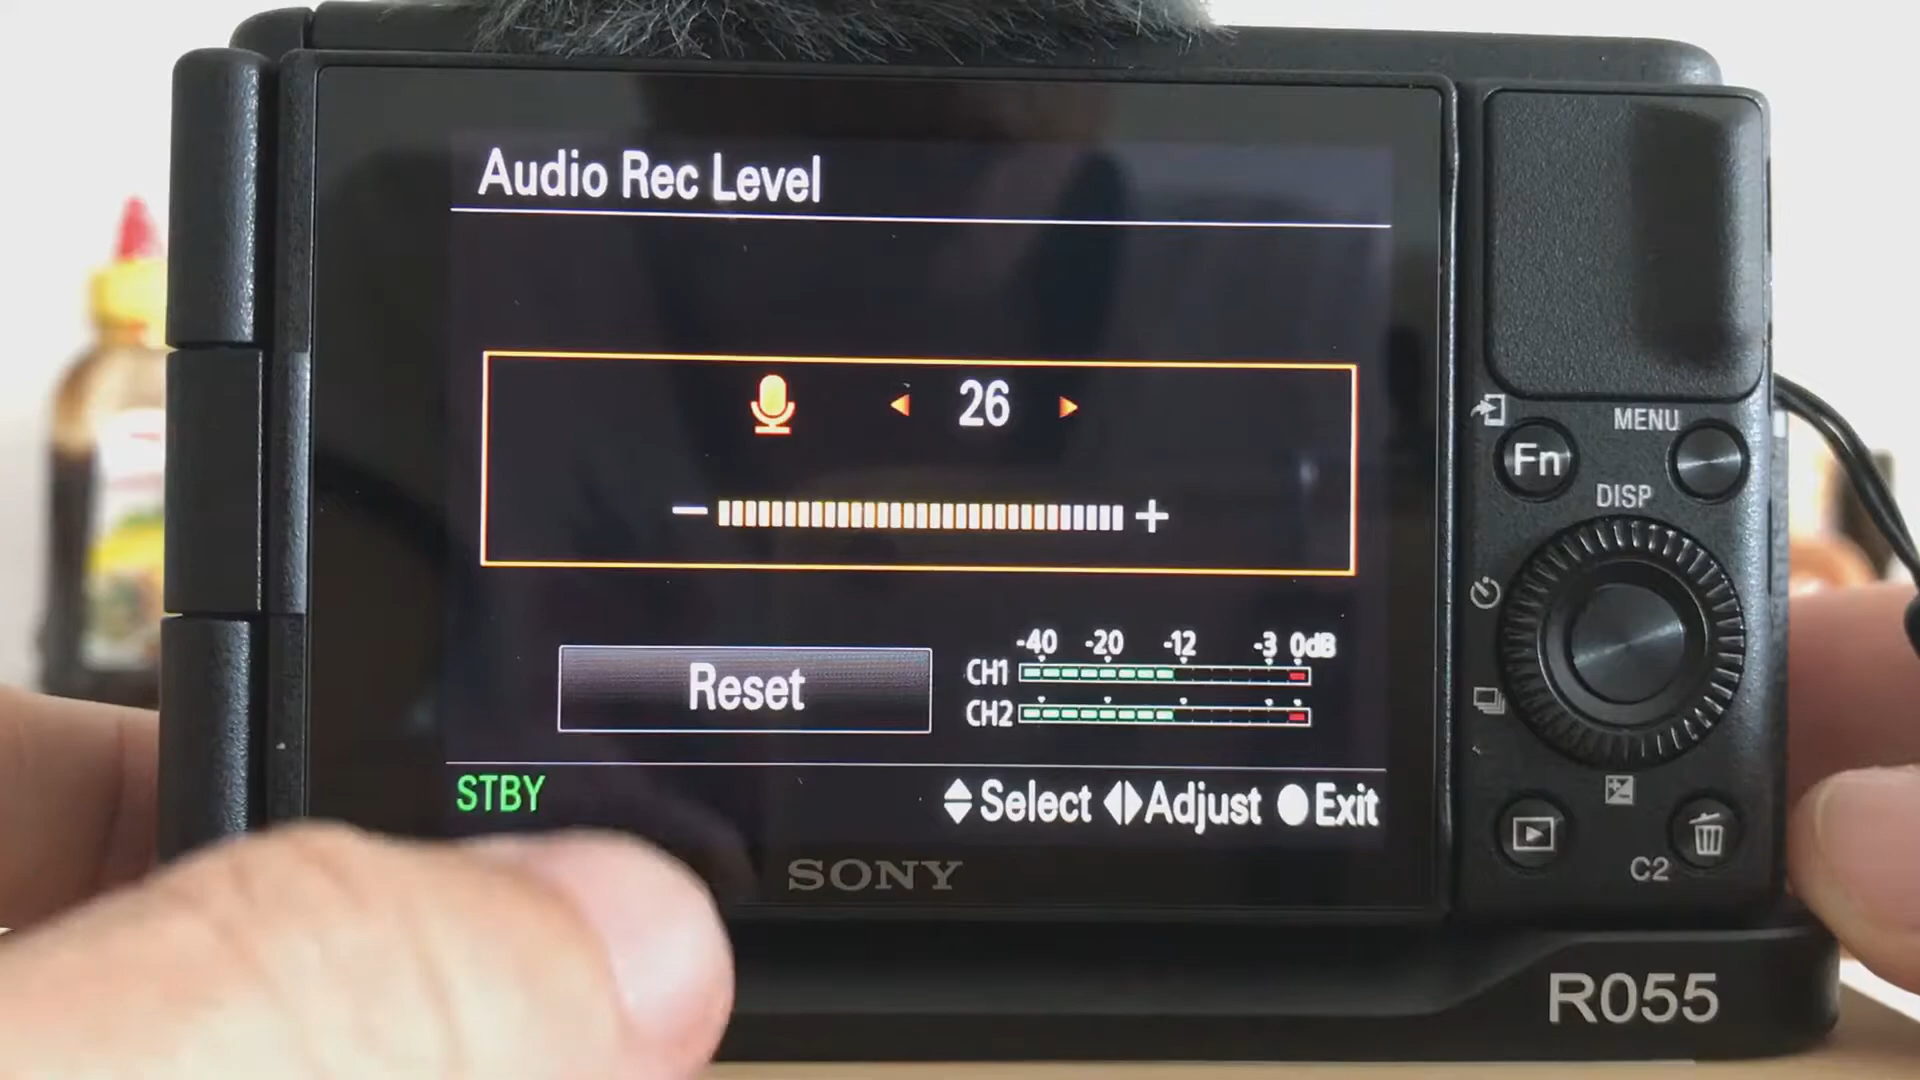 Audio Rec Level
26
− +
Reset
-40 -20 -12 -3 0dB
CH1
CH2
STBY
Select Adjust Exit
SONY
MENU
Fn
DISP
C2
R055